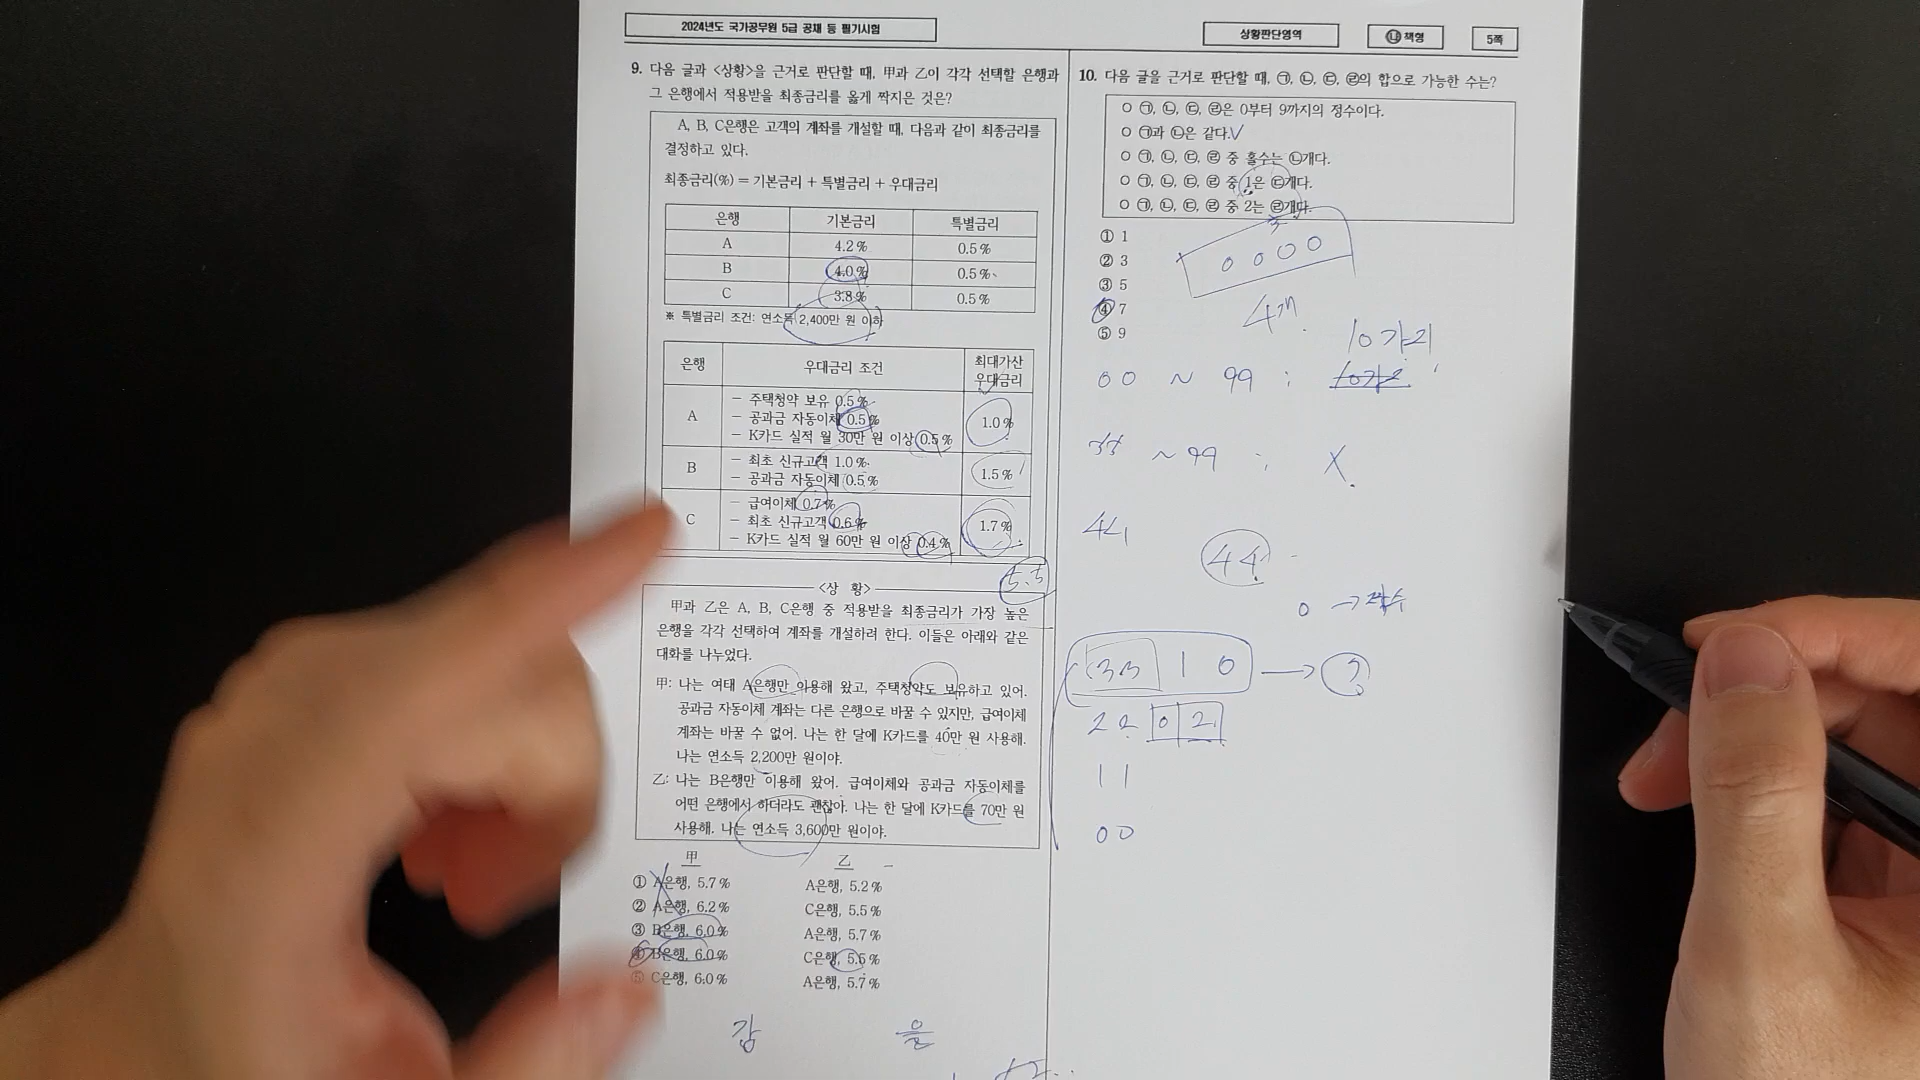 2024년도 국가공무원 5급 공채 등 필기시험
상황판단영역
㉯ 책형
5쪽
9. 다음 글과 <상황>을 근거로 판단할 때, 甲과 乙이 각각 선택할 은행과
그 은행에서 적용받을 최종금리를 옳게 짝지은 것은?
A, B, C은행은 고객의 계좌를 개설할 때, 다음과 같이 최종금리를
결정하고 있다.
최종금리(%) = 기본금리 + 특별금리 + 우대금리
은행 기본금리 특별금리
A 4.2 % 0.5 %
B 4.0 % 0.5 %
C 3.8 % 0.5 %
※ 특별금리 조건: 연소득 2,400만 원 이하
은행 우대금리 조건 최대가산
우대금리
A
- 주택청약 보유 0.5 %
- 공과금 자동이체 0.5 %
- K카드 실적 월 30만 원 이상 0.5 %
1.0 %
B
- 최초 신규고객 1.0 %
- 공과금 자동이체 0.5 %
1.5 %
C
- 급여이체 0.7 %
- 최초 신규고객 0.6 %
- K카드 실적 월 60만 원 이상 0.4 %
1.7 %
5.5
<상 황>
甲과 乙은 A, B, C은행 중 적용받을 최종금리가 가장 높은
은행을 각각 선택하여 계좌를 개설하려 한다. 이들은 아래와 같은
대화를 나누었다.
甲: 나는 여태 A은행만 이용해 왔고, 주택청약도 보유하고 있어.
공과금 자동이체 계좌는 다른 은행으로 바꿀 수 있지만, 급여이체
계좌는 바꿀 수 없어. 나는 한 달에 K카드를 40만 원 사용해.
나는 연소득 2,200만 원이야.
乙: 나는 B은행만 이용해 왔어. 급여이체와 공과금 자동이체를
어떤 은행에서 하더라도 괜찮아. 나는 한 달에 K카드를 70만 원
사용해. 나는 연소득 3,600만 원이야.
甲 乙
① A은행, 5.7 % A은행, 5.2 %
② A은행, 6.2 % C은행, 5.5 %
③ B은행, 6.0 % A은행, 5.7 %
④ B은행, 6.0 % C은행, 5.5 %
⑤ C은행, 6.0 % A은행, 5.7 %
갑 을
10. 다음 글을 근거로 판단할 때, ㉠, ㉡, ㉢, ㉣의 합으로 가능한 수는?
○ ㉠, ㉡, ㉢, ㉣은 0부터 9까지의 정수이다.
○ ㉠과 ㉡은 같다.
○ ㉠, ㉡, ㉢, ㉣ 중 홀수는 ㉡개다.
○ ㉠, ㉡, ㉢, ㉣ 중 1은 ㉢개다.
○ ㉠, ㉡, ㉢, ㉣ 중 2는 ㉣개다.
① 1
② 3
③ 5
④ 7
⑤ 9
0 0 0 0
4개.
10가지
00 ~ 99 :
~ 99 : X.
44
44
0 →
33 1 0 → ?
2 2 0 2
1 1
0 0